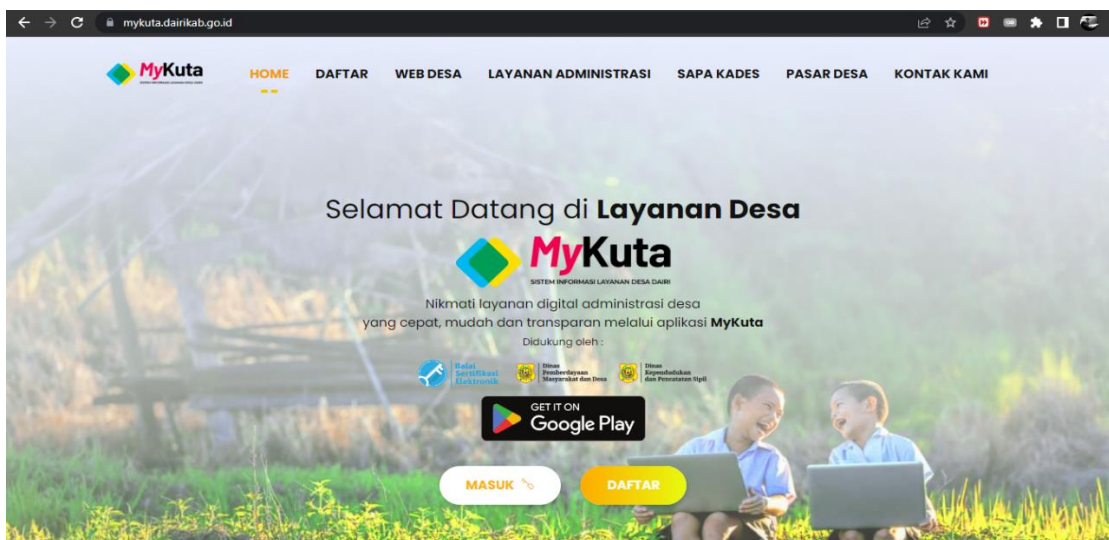 mykuta.dairikab.go.id
MyKuta
HOME DAFTAR WEB DESA LAYANAN ADMINISTRASI SAPA KADES PASAR DESA KONTAK KAMI
Selamat Datang di Layanan Desa
MyKuta
SISTEM INFORMASI LAYANAN DESA DAIRI
Nikmati layanan digital administrasi desa
yang cepat, mudah dan transparan melalui aplikasi MyKuta
Didukung oleh :
Balai
Sertifikasi
Elektronik
Dinas
Pemberdayaan
Masyarakat dan Desa
Dinas
Kependudukan
dan Pencatatan Sipil
GET IT ON
Google Play
MASUK DAFTAR